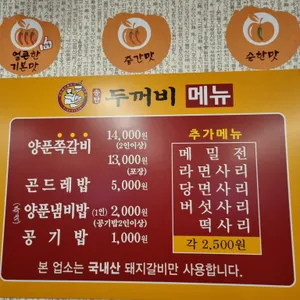 얼큰한
기본맛
중간맛
순한맛
두꺼비 메뉴
양푼쪽갈비 14,000원
(2인이상)
13,000원
(포장)
곤드레밥 5,000원
양푼냄비밥 (1인) 2,000원
(공기밥2인이상)
공기밥 1,000원
추가메뉴
메밀전
라면사리
당면사리
버섯사리
떡사리
각 2,500원
본 업소는 국내산 돼지갈비만 사용합니다.